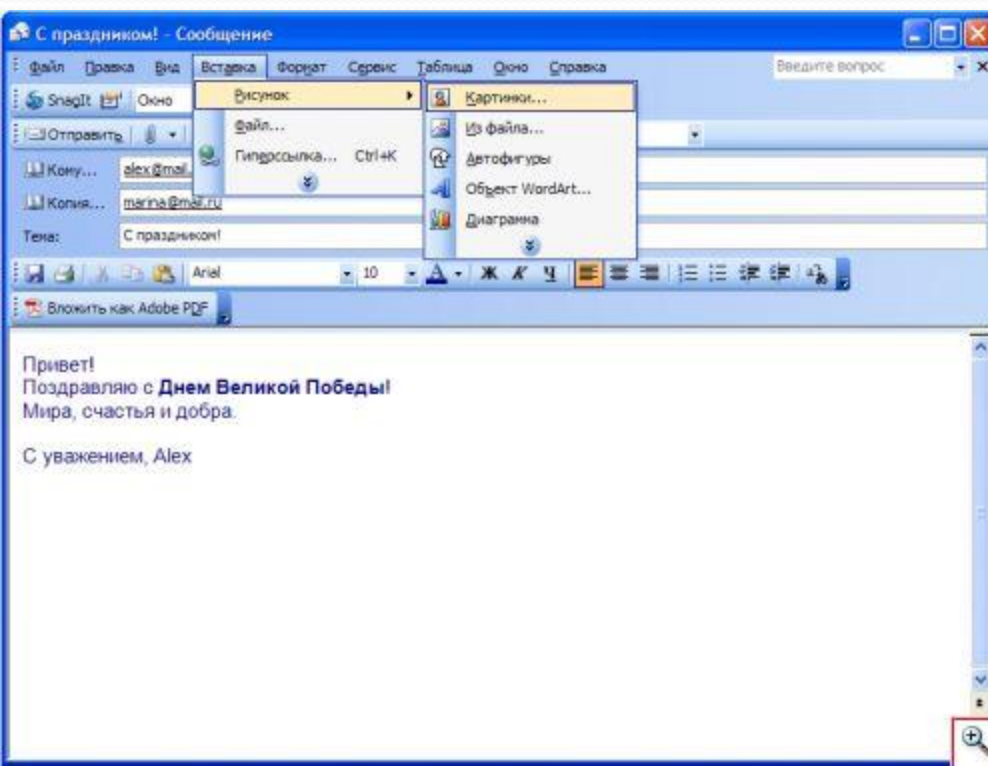 С праздником! - Сообщение
Файл Правка Вид Вставка Формат Сервис Таблица Окно Справка Введите вопрос
SnagIt Окно
Рисунок
Файл...
Гиперссылка... Ctrl+K
Картинки...
Из файла...
Автофигуры
Объект WordArt...
Диаграмма
Отправить
Кому... alex@mail.
Копия... marina@mail.ru
Тема: С праздником!
Arial 10 А Ж К Ч
Вложить как Adobe PDF
Привет!
Поздравляю с Днем Великой Победы!
Мира, счастья и добра.
С уважением, Alex